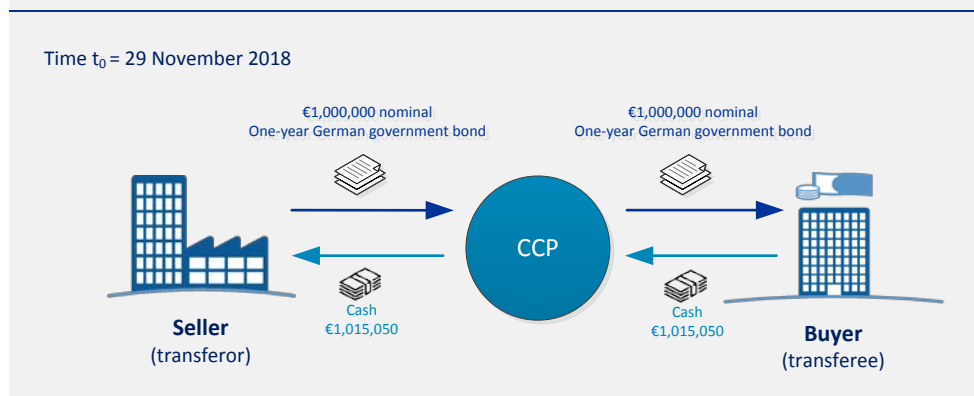 Time t₀ = 29 November 2018
€1,000,000 nominal
One-year German government bond
€1,000,000 nominal
One-year German government bond
CCP
Cash
€1,015,050
Cash
€1,015,050
Seller
(transferor)
Buyer
(transferee)